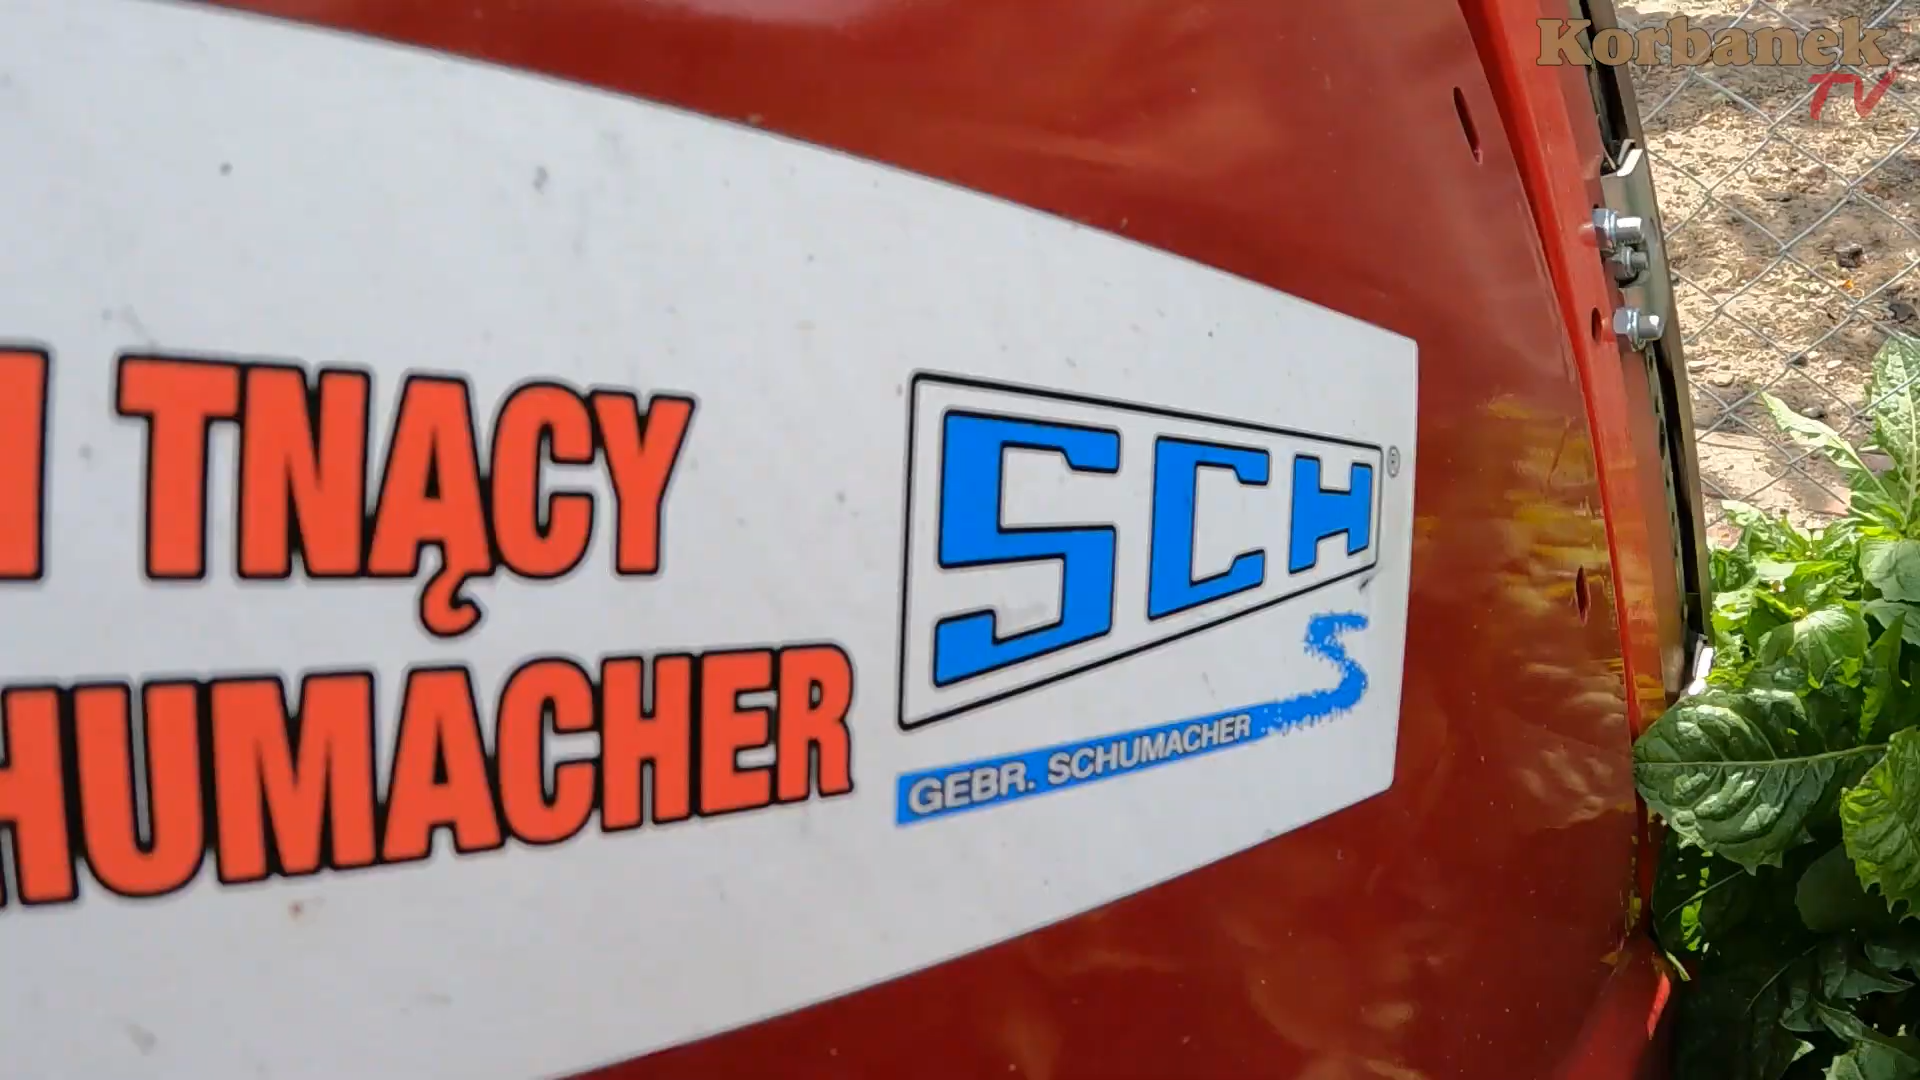 Korbanek
TV
TNĄCY
HUMACHER
SCH
®
S
GEBR. SCHUMACHER